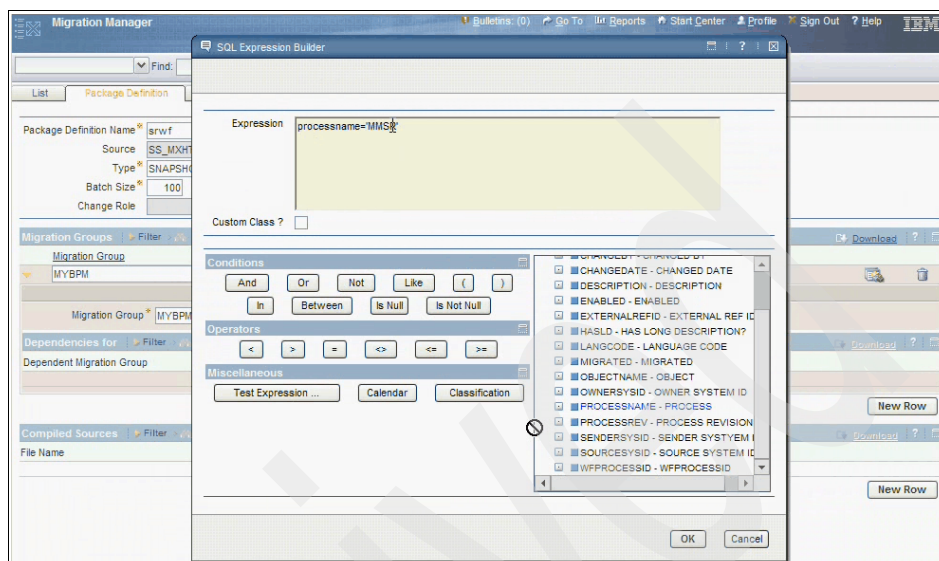 Migration Manager
Bulletins: (0) Go To Reports Start Center Profile Sign Out ? Help IBM
SQL Expression Builder ?
Find:
List Package Definition
Expression processname='MMS '
Package Definition Name srwf
Source SS_MXHT
Type SNAPSHO
Batch Size 100
Change Role
Custom Class ?
Migration Groups Filter Download ?
Migration Group
MYBPM
Migration Group MYBPM
Dependencies for Filter Download ?
Dependent Migration Group
New Row
Compiled Sources Filter Download ?
File Name
New Row
Conditions
And Or Not Like ( )
In Between Is Null Is Not Null
Operators
< > = <> <= >=
Miscellaneous
Test Expression ... Calendar Classification
CHANGEBY - CHANGED BY
CHANGEDATE - CHANGED DATE
DESCRIPTION - DESCRIPTION
ENABLED - ENABLED
EXTERNALREFID - EXTERNAL REF ID
HASLD - HAS LONG DESCRIPTION?
LANGCODE - LANGUAGE CODE
MIGRATED - MIGRATED
OBJECTNAME - OBJECT
OWNERSYSID - OWNER SYSTEM ID
PROCESSNAME - PROCESS
PROCESSREV - PROCESS REVISION
SENDERSYSID - SENDER SYSTYEM I
SOURCESYSID - SOURCE SYSTEM ID
WFPROCESSID - WFPROCESSID
OK Cancel